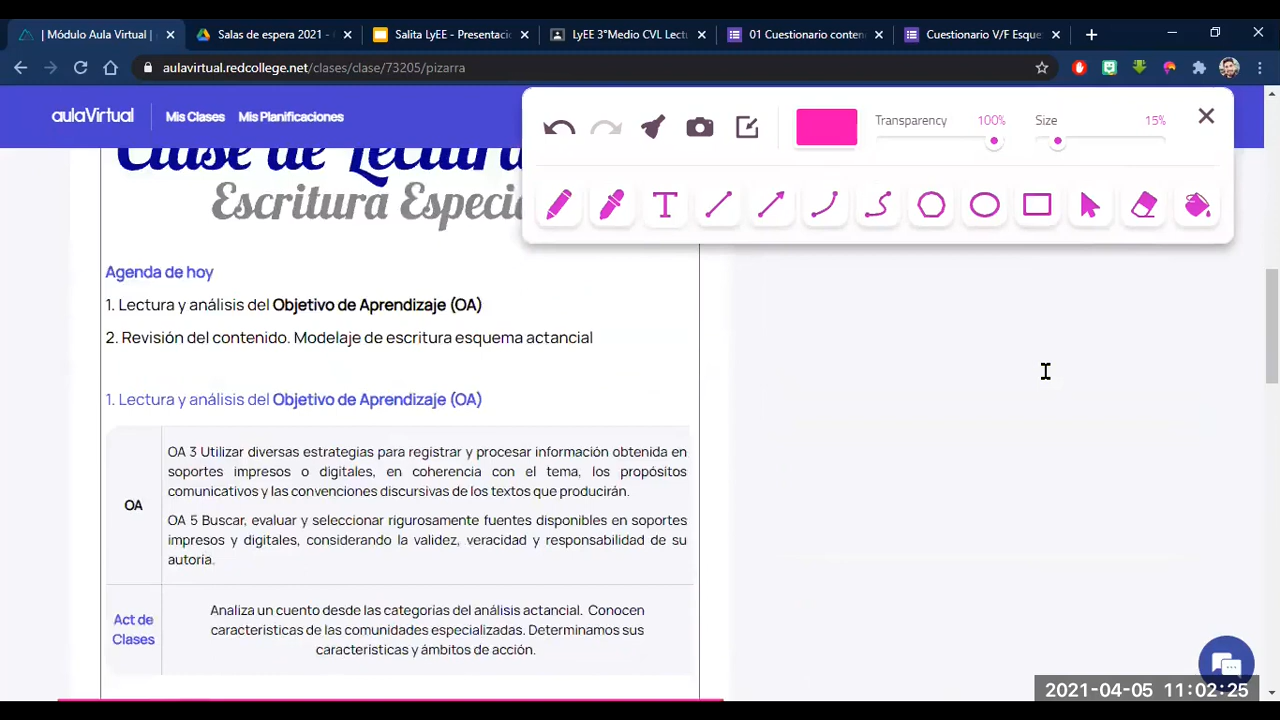 | Módulo Aula Virtual |
Salas de espera 2021 -
Salita LyEE - Presentacio
LyEE 3°Medio CVL Lectu
01 Cuestionario conten
Cuestionario V/F Esque
aulavirtual.redcollege.net/clases/clase/73205/pizarra
aulaVirtual
Mis Clases
Mis Planificaciones
Transparency 100%
Size 15%
Clase de Lectura
Escritura Especia
Agenda de hoy
1. Lectura y análisis del Objetivo de Aprendizaje (OA)
2. Revisión del contenido. Modelaje de escritura esquema actancial
1. Lectura y análisis del Objetivo de Aprendizaje (OA)
OA
OA 3 Utilizar diversas estrategias para registrar y procesar información obtenida en
soportes impresos o digitales, en coherencia con el tema, los propósitos
comunicativos y las convenciones discursivas de los textos que producirán.
OA 5 Buscar, evaluar y seleccionar rigurosamente fuentes disponibles en soportes
impresos y digitales, considerando la validez, veracidad y responsabilidad de su
autoría.
Act de
Clases
Analiza un cuento desde las categorías del análisis actancial. Conocen
características de las comunidades especializadas. Determinamos sus
características y ámbitos de acción.
2021-04-05 11:02:25